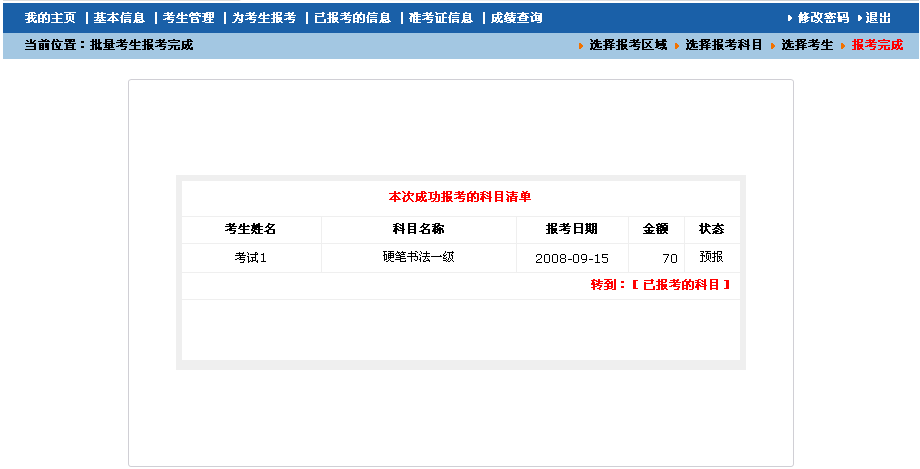 我的主页 | 基本信息 | 考生管理 | 为考生报考 | 已报考的信息 | 准考证信息 | 成绩查询 修改密码 退出
当前位置：批量考生报考完成 选择报考区域 选择报考科目 选择考生 报考完成
本次成功报考的科目清单
考生姓名 科目名称 报考日期 金额 状态
考试1 硬笔书法一级 2008-09-15 70 预报
转到：【 已报考的科目 】